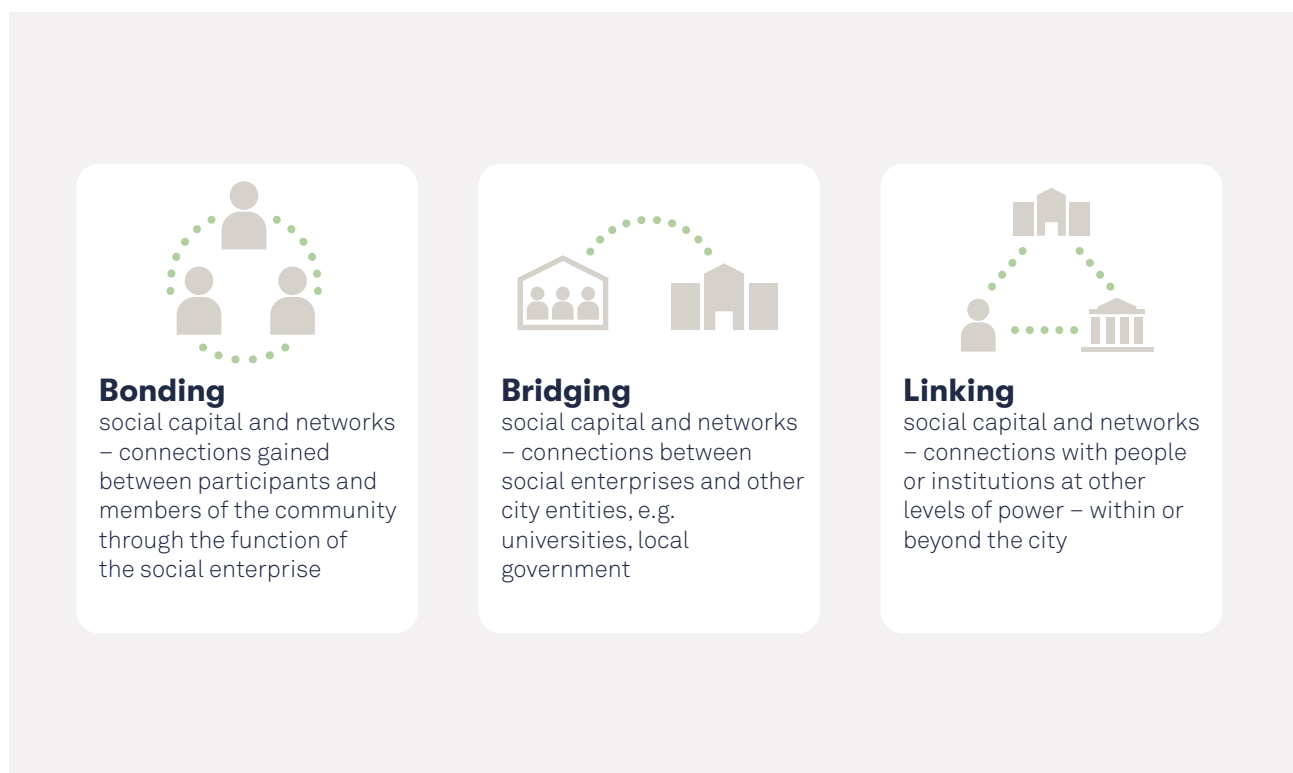 Bonding
social capital and networks
– connections gained
between participants and
members of the community
through the function of
the social enterprise
Bridging
social capital and networks
– connections between
social enterprises and other
city entities, e.g.
universities, local
government
Linking
social capital and networks
– connections with people
or institutions at other
levels of power – within or
beyond the city